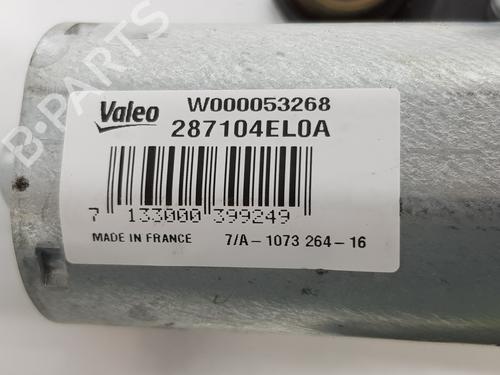 B-PARTS
Valeo
W000053268
287104EL0A
7 133000 399249
MADE IN FRANCE 7/A-1073 264-16